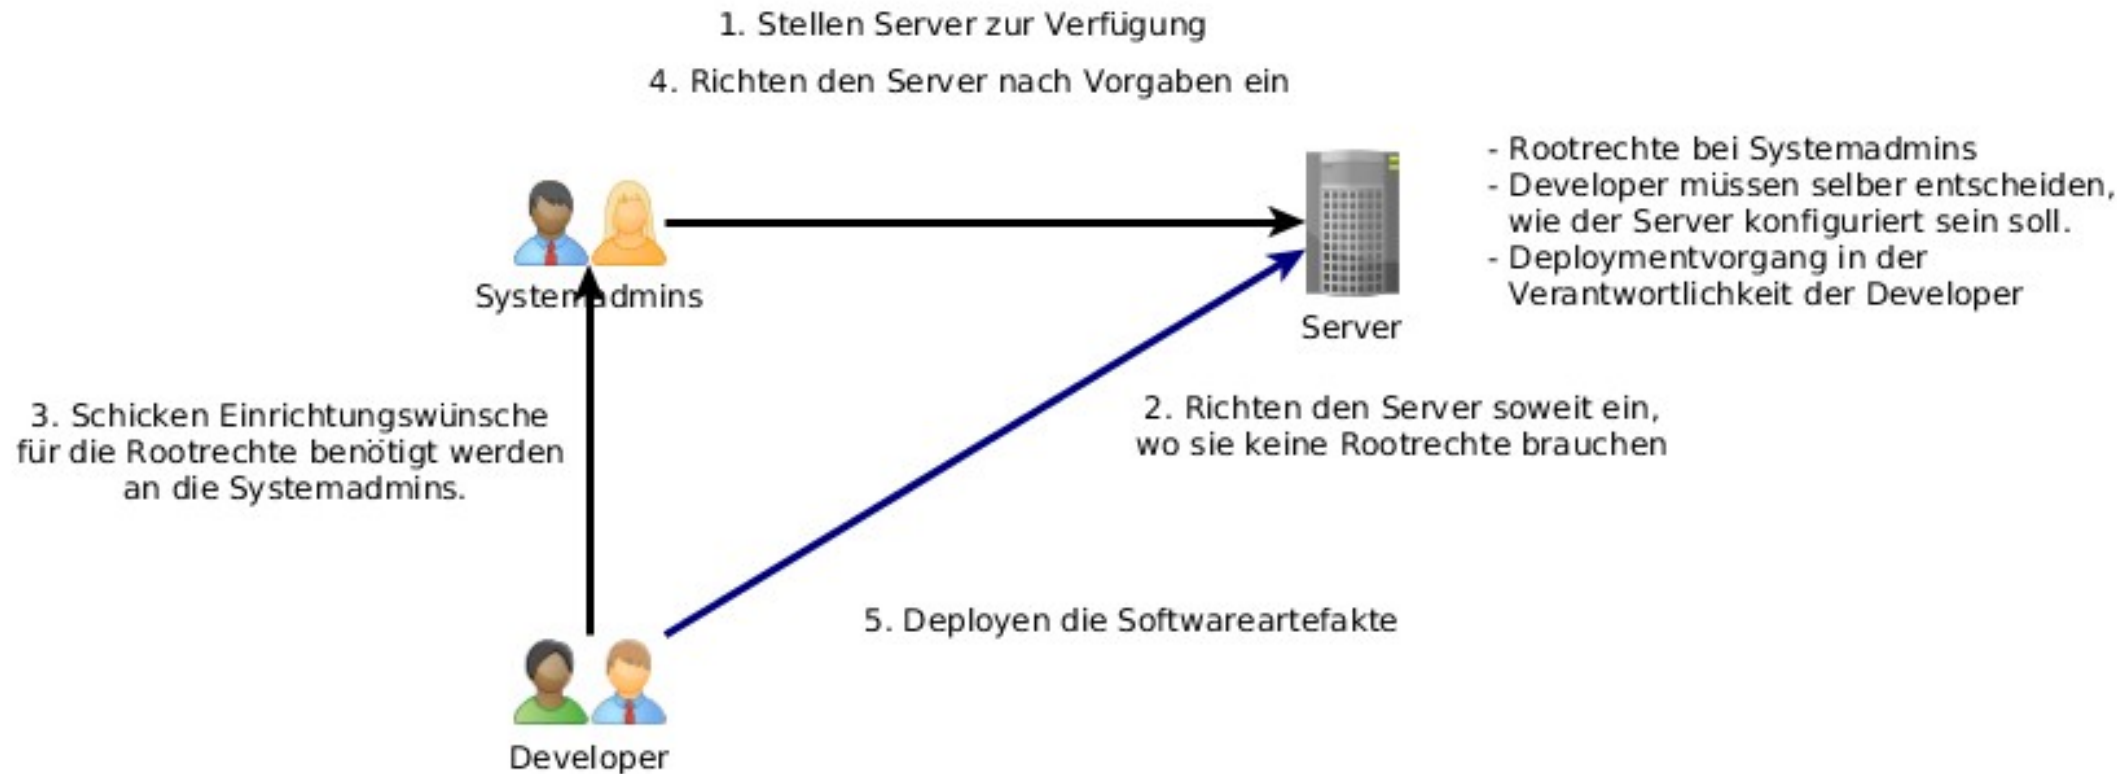 1. Stellen Server zur Verfügung
4. Richten den Server nach Vorgaben ein
- Rootrechte bei Systemadmins
- Developer müssen selber entscheiden,
wie der Server konfiguriert sein soll.
- Deploymentvorgang in der
Verantwortlichkeit der Developer
Systemadmins
Server
3. Schicken Einrichtungswünsche
für die Rootrechte benötigt werden
an die Systemadmins.
2. Richten den Server soweit ein,
wo sie keine Rootrechte brauchen
5. Deployen die Softwareartefakte
Developer